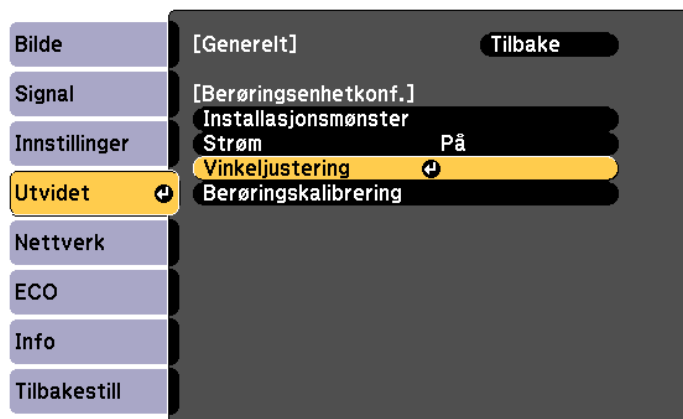 Bilde
Signal
Innstillinger
Utvidet
Nettverk
ECO
Info
Tilbakestill
[Generelt] Tilbake
[Berøringsenhetkonf.]
Installasjonsmønster
Strøm På
Vinkeljustering
Berøringskalibrering